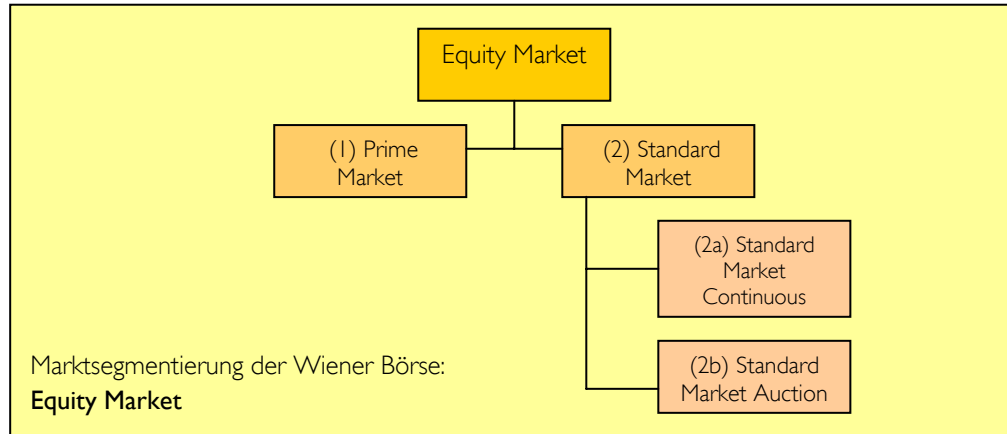 Equity Market
(1) Prime
Market
(2) Standard
Market
(2a) Standard
Market
Continuous
(2b) Standard
Market Auction
Marktsegmentierung der Wiener Börse:
Equity Market